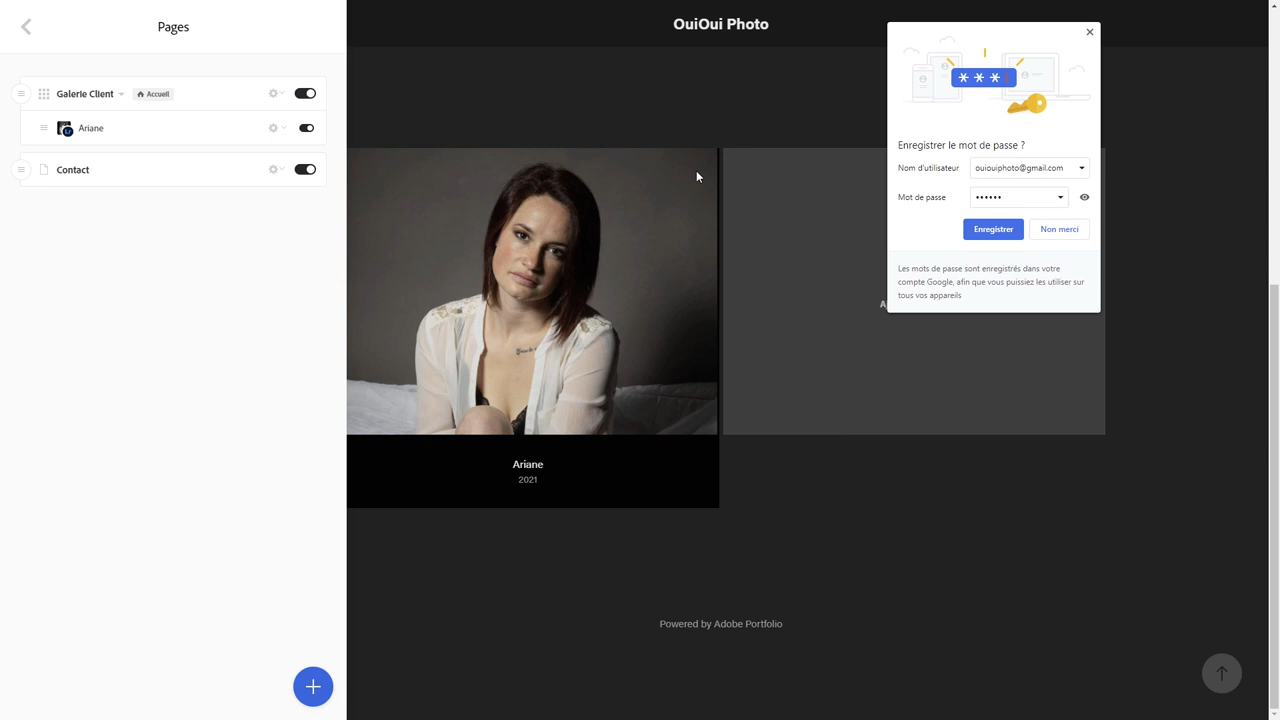 Pages
Galerie Client
Accueil
Ariane
Contact
OuiOui Photo
Ariane
2021
Powered by Adobe Portfolio
Enregistrer le mot de passe ?
Nom d'utilisateur
ouiouiphoto@gmail.com
Mot de passe
••••••
Enregistrer
Non merci
Les mots de passe sont enregistrés dans votre
compte Google, afin que vous puissiez les utiliser sur
tous vos appareils